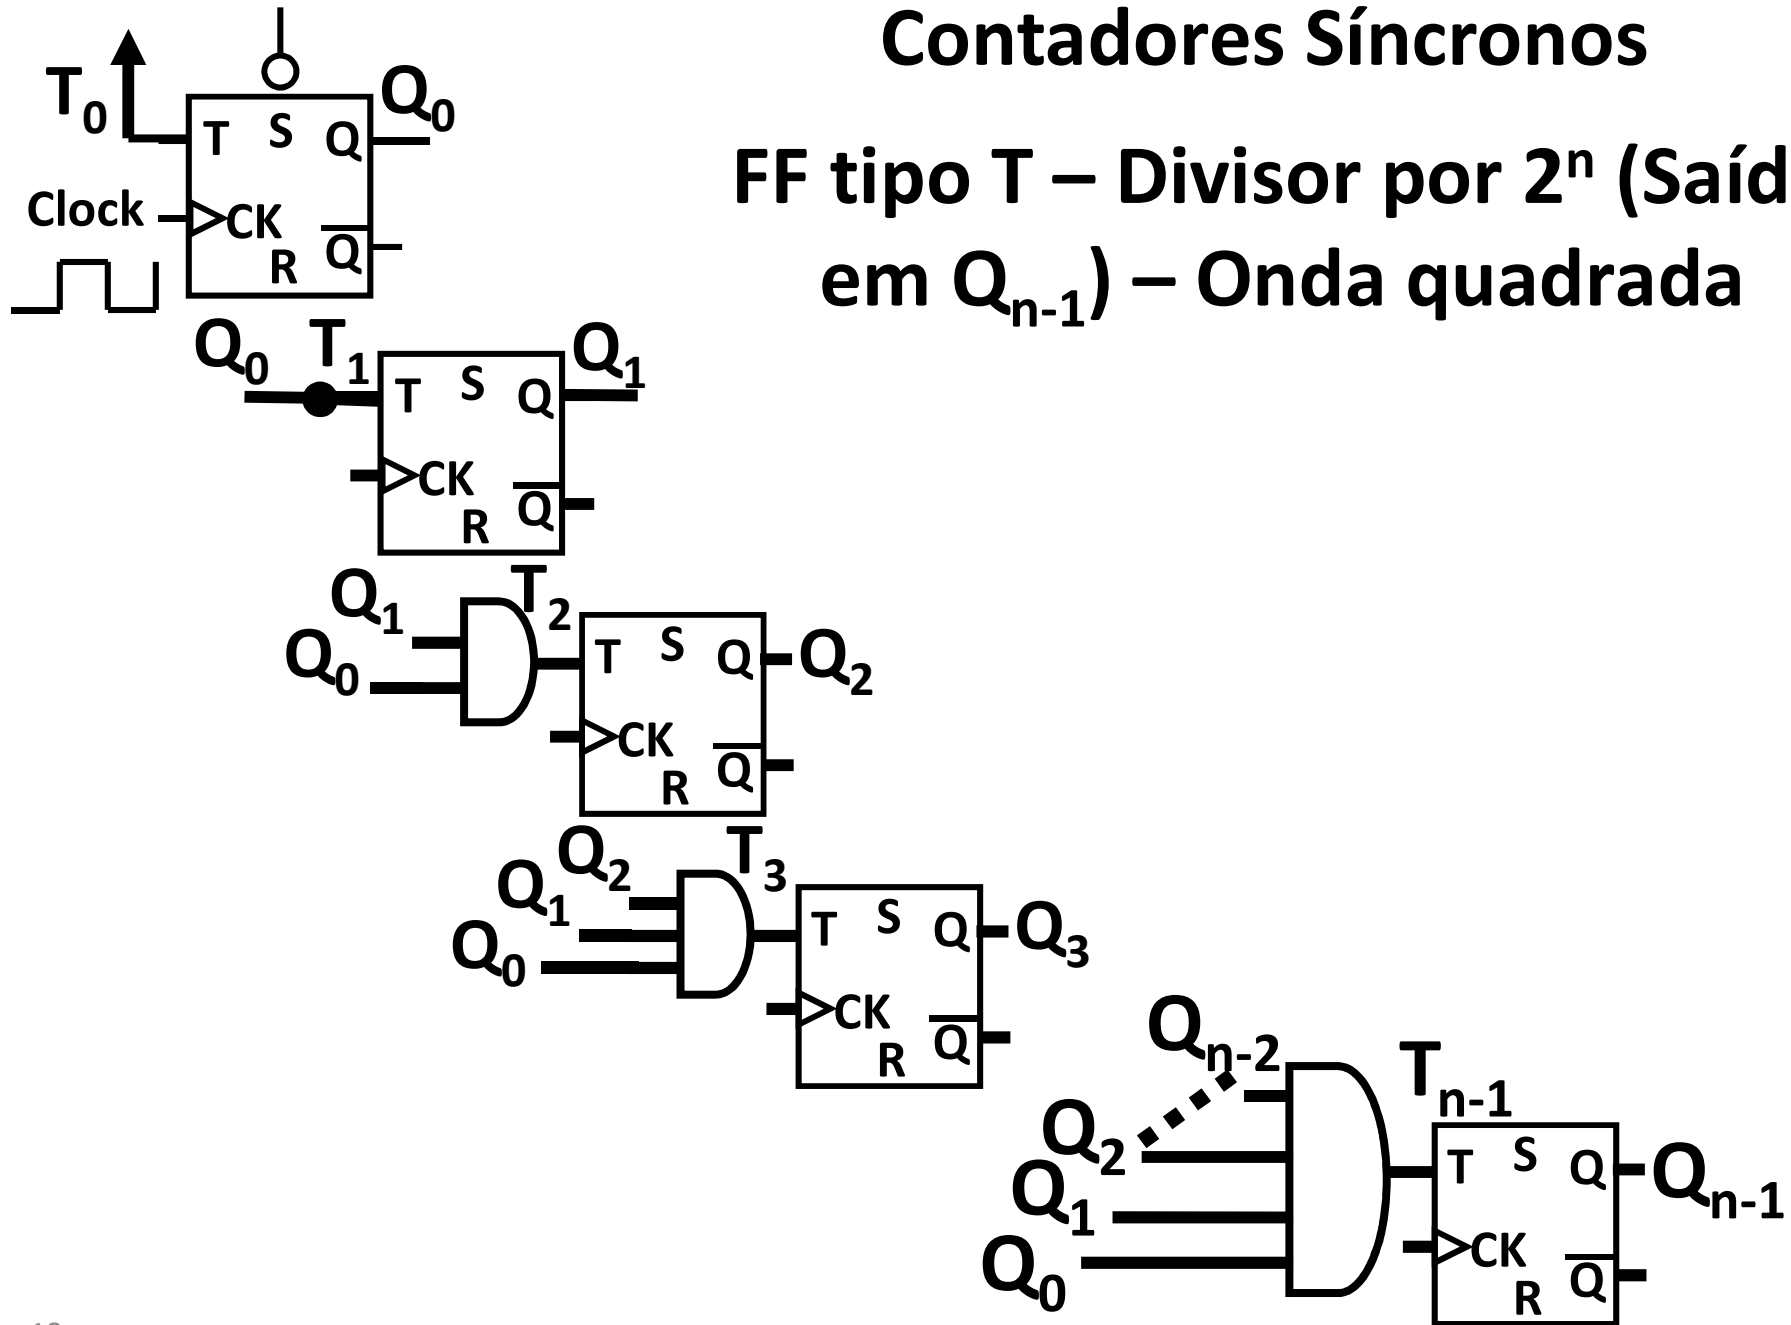 Contadores Síncronos
FF tipo T – Divisor por 2ⁿ (Saíd
em Qn-1) – Onda quadrada
T0
Q0
T S Q
Clock
CK
R Q̅
Q0 T1
Q1
T S Q
CK
R Q̅
Q1
T2
Q0
T S Q
Q2
CK
R Q̅
Q2
T3
Q1
Q0
T S Q
Q3
CK
R Q̅
Qn-2
Tn-1
Q2
Q1
Q0
T S Q
Qn-1
CK
R Q̅